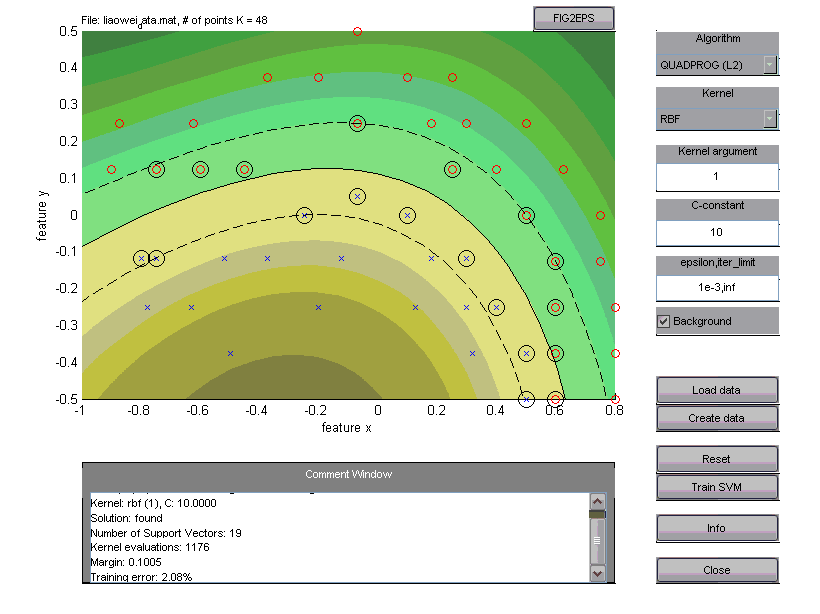 File: liaowei_data.mat, # of points K = 48
FIG2EPS
Algorithm
QUADPROG (L2)
Kernel
RBF
Kernel argument
1
C-constant
10
epsilon,iter_limit
1e-3,inf
Background
Load data
Create data
Reset
Train SVM
Info
Close
0.5
0.4
0.3
0.2
0.1
0
-0.1
-0.2
-0.3
-0.4
-0.5
feature y
-1
-0.8
-0.6
-0.4
-0.2
0
0.2
0.4
0.6
0.8
feature x
Comment Window
Kernel: rbf (1), C: 10.0000
Solution: found
Number of Support Vectors: 19
Kernel evaluations: 1176
Margin: 0.1005
Training error: 2.08%